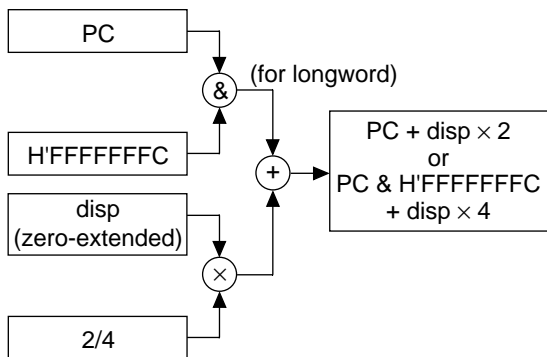 PC
&
(for longword)
H'FFFFFFFC
+
PC + disp × 2
or
PC & H'FFFFFFFC
+ disp × 4
disp
(zero-extended)
×
2/4